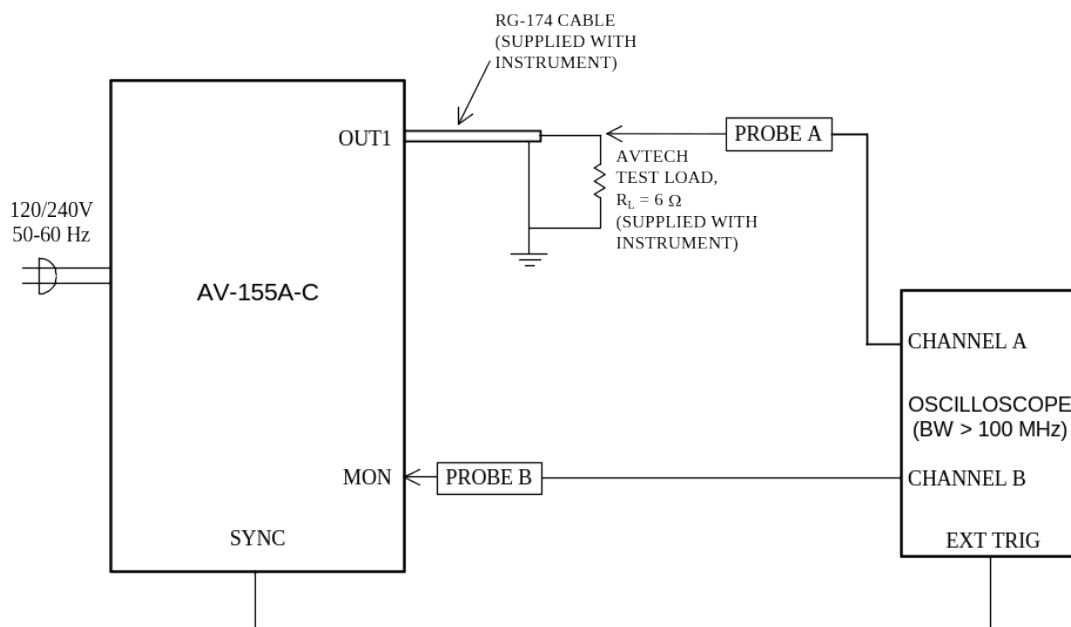 RG-174 CABLE
(SUPPLIED WITH
INSTRUMENT)
OUT1
PROBE A
AVTECH
TEST LOAD,
R_L = 6 Ω
(SUPPLIED WITH
INSTRUMENT)
120/240V
50-60 Hz
AV-155A-C
CHANNEL A
OSCILLOSCOPE
(BW > 100 MHz)
MON
PROBE B
CHANNEL B
SYNC
EXT TRIG